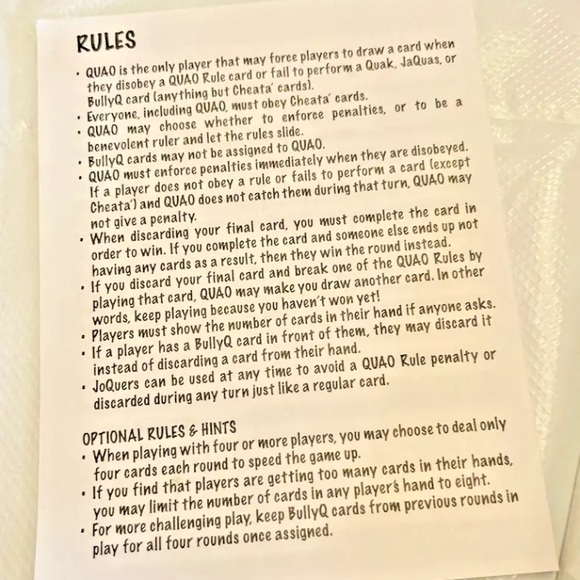 RULES
• QUAO is the only player that may force players to draw a card when
they disobey a QUAO Rule card or fail to perform a Quak, JaQuas, or
BullyQ card (anything but Cheata' cards).
• Everyone, including QUAO, must obey Cheata' cards.
• QUAO may choose whether to enforce penalties, or to be a
benevolent ruler and let the rules slide.
• BullyQ cards may not be assigned to QUAO.
• QUAO must enforce penalties immediately when they are disobeyed.
If a player does not obey a rule or fails to perform a card (except
Cheata') and QUAO does not catch them during that turn, QUAO may
not give a penalty.
• When discarding your final card, you must complete the card in
order to win. If you complete the card and someone else ends up not
having any cards as a result, then they win the round instead.
• If you discard your final card and break one of the QUAO Rules by
playing that card, QUAO may make you draw another card. In other
words, keep playing because you haven't won yet!
• Players must show the number of cards in their hand if anyone asks.
• If a player has a BullyQ card in front of them, they may discard it
instead of discarding a card from their hand.
• JoQuers can be used at any time to avoid a QUAO Rule penalty or
discarded during any turn just like a regular card.
OPTIONAL RULES & HINTS
• When playing with four or more players, you may choose to deal only
four cards each round to speed the game up.
• If you find that players are getting too many cards in their hands,
you may limit the number of cards in any player's hand to eight.
• For more challenging play, keep BullyQ cards from previous rounds in
play for all four rounds once assigned.